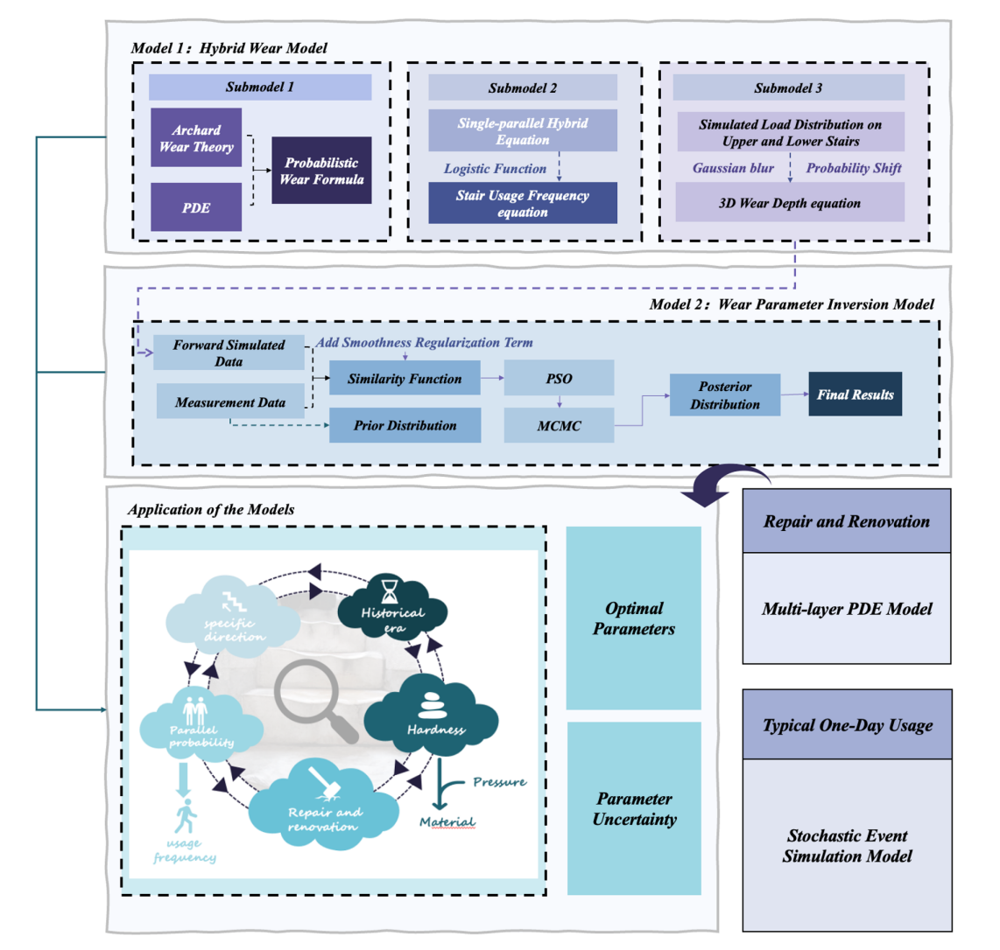 Model 1：Hybrid Wear Model
Submodel 1
Archard
Wear Theory
PDE
Probabilistic
Wear Formula
Submodel 2
Single-parallel Hybrid
Equation
Logistic Function
Stair Usage Frequency
equation
Submodel 3
Simulated Load Distribution on
Upper and Lower Stairs
Gaussian blur
Probability Shift
3D Wear Depth equation
Model 2：Wear Parameter Inversion Model
Forward Simulated
Data
Measurement Data
Add Smoothness Regularization Term
Similarity Function
Prior Distribution
PSO
MCMC
Posterior
Distribution
Final Results
Application of the Models
specific
direction
Historical
era
Parallel
probability
Hardness
Repair and
renovation
Pressure
Material
usage
frequency
Optimal
Parameters
Parameter
Uncertainty
Repair and Renovation
Multi-layer PDE Model
Typical One-Day Usage
Stochastic Event
Simulation Model